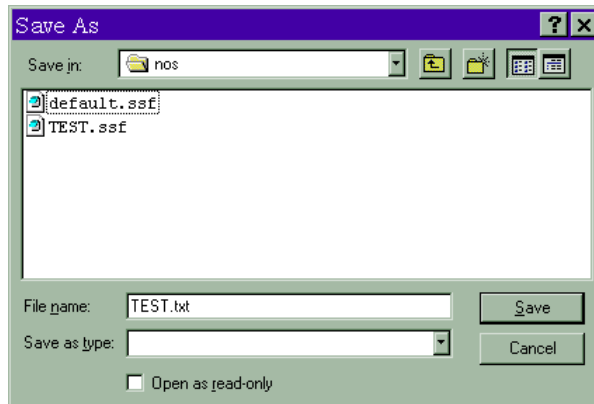 Save As
Save in: nos
default.ssf
TEST.ssf
File name: TEST.txt Save
Save as type: Cancel
Open as read-only